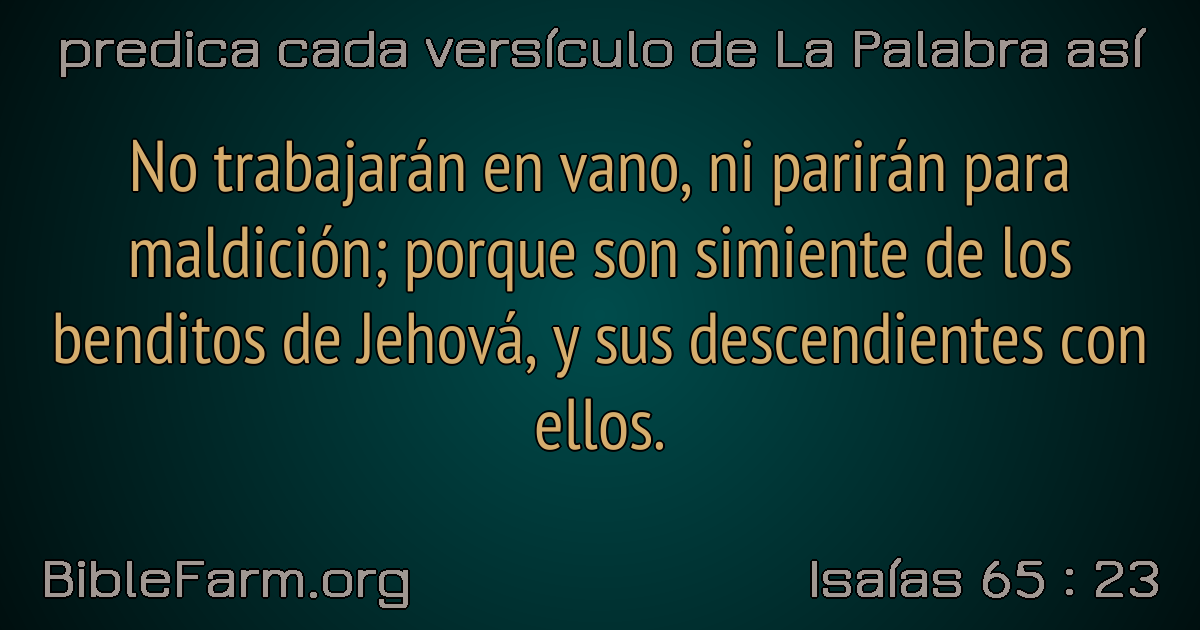 predica cada versículo de La Palabra así
No trabajarán en vano, ni parirán para
maldición; porque son simiente de los
benditos de Jehová, y sus descendientes con
ellos.
BibleFarm.org
Isaías 65 : 23